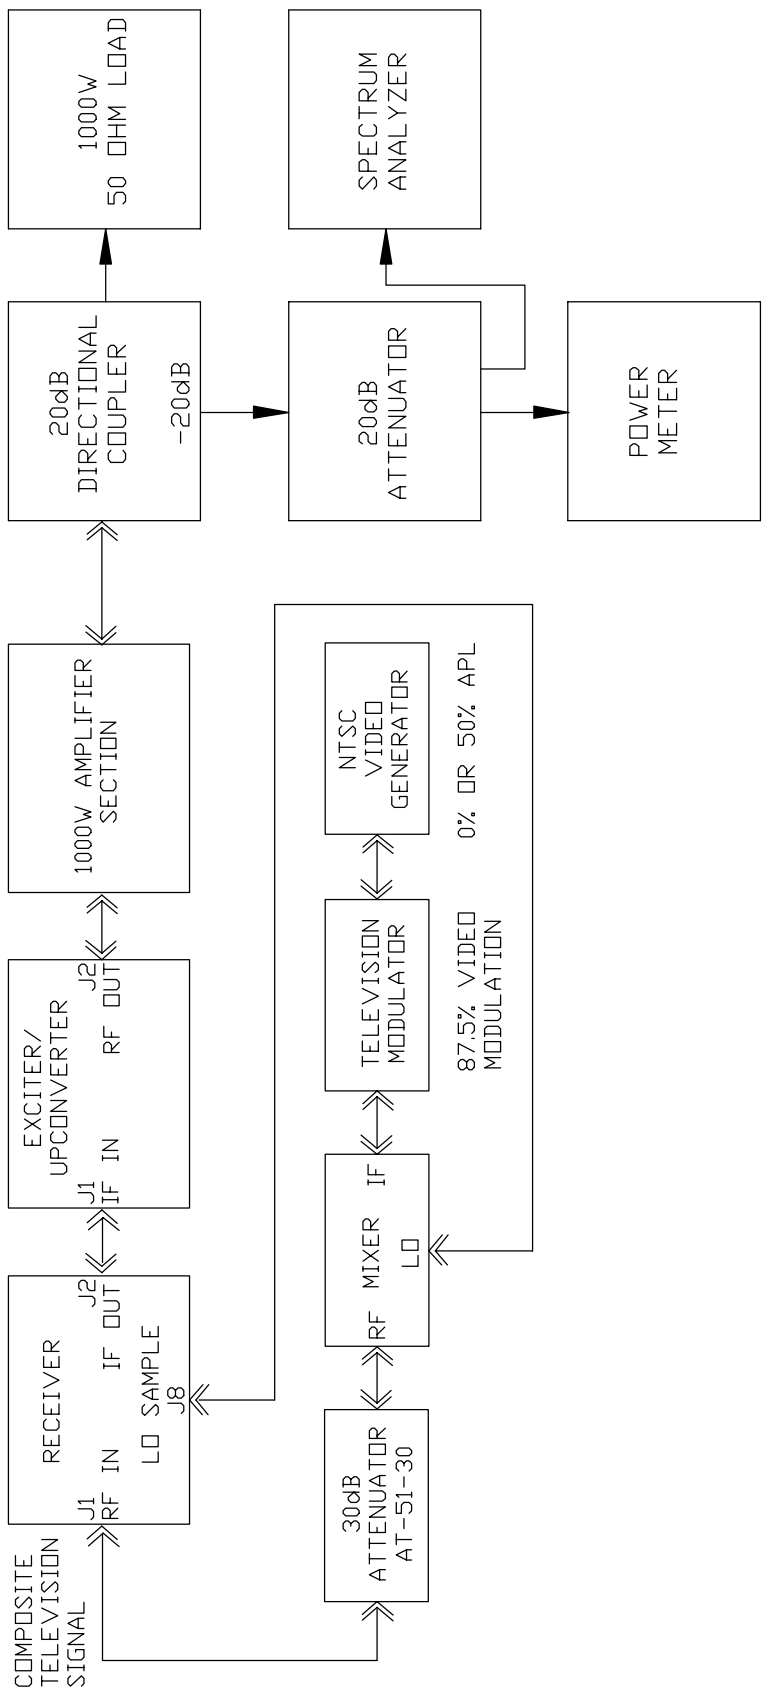 COMPOSITE
TELEVISION
SIGNAL
J1
RF IN
RECEIVER
J2
IF OUT
LO SAMPLE
J8
EXCITER/
UPCONVERTER
J1
IF IN
J2
RF OUT
1000W AMPLIFIER
SECTION
20dB
DIRECTIONAL
COUPLER
-20dB
1000W
50 OHM LOAD
30dB
ATTENUATOR
AT-51-30
RF
MIXER
IF
LO
TELEVISION
MODULATOR
87.5% VIDEO
MODULATION
NTSC
VIDEO
GENERATOR
0% OR 50% APL
20dB
ATTENUATOR
SPECTRUM
ANALYZER
POWER
METER